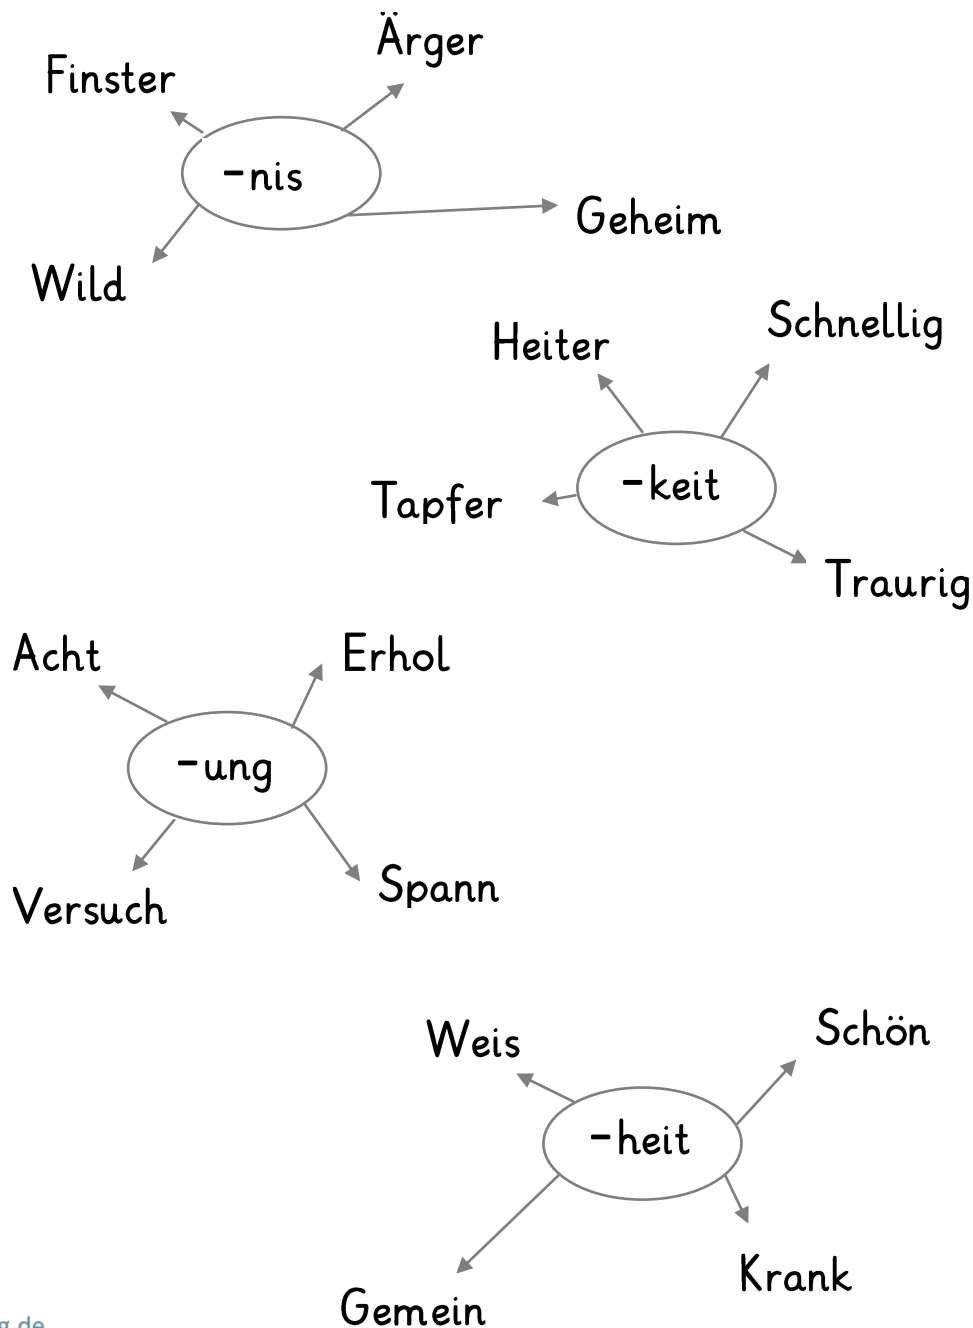 Ärger
Finster
-nis
Geheim
Wild
Schnellig
Heiter
-keit
Tapfer
Traurig
Acht
Erhol
-ung
Spann
Versuch
Schön
Weis
-heit
Krank
Gemein
g.de